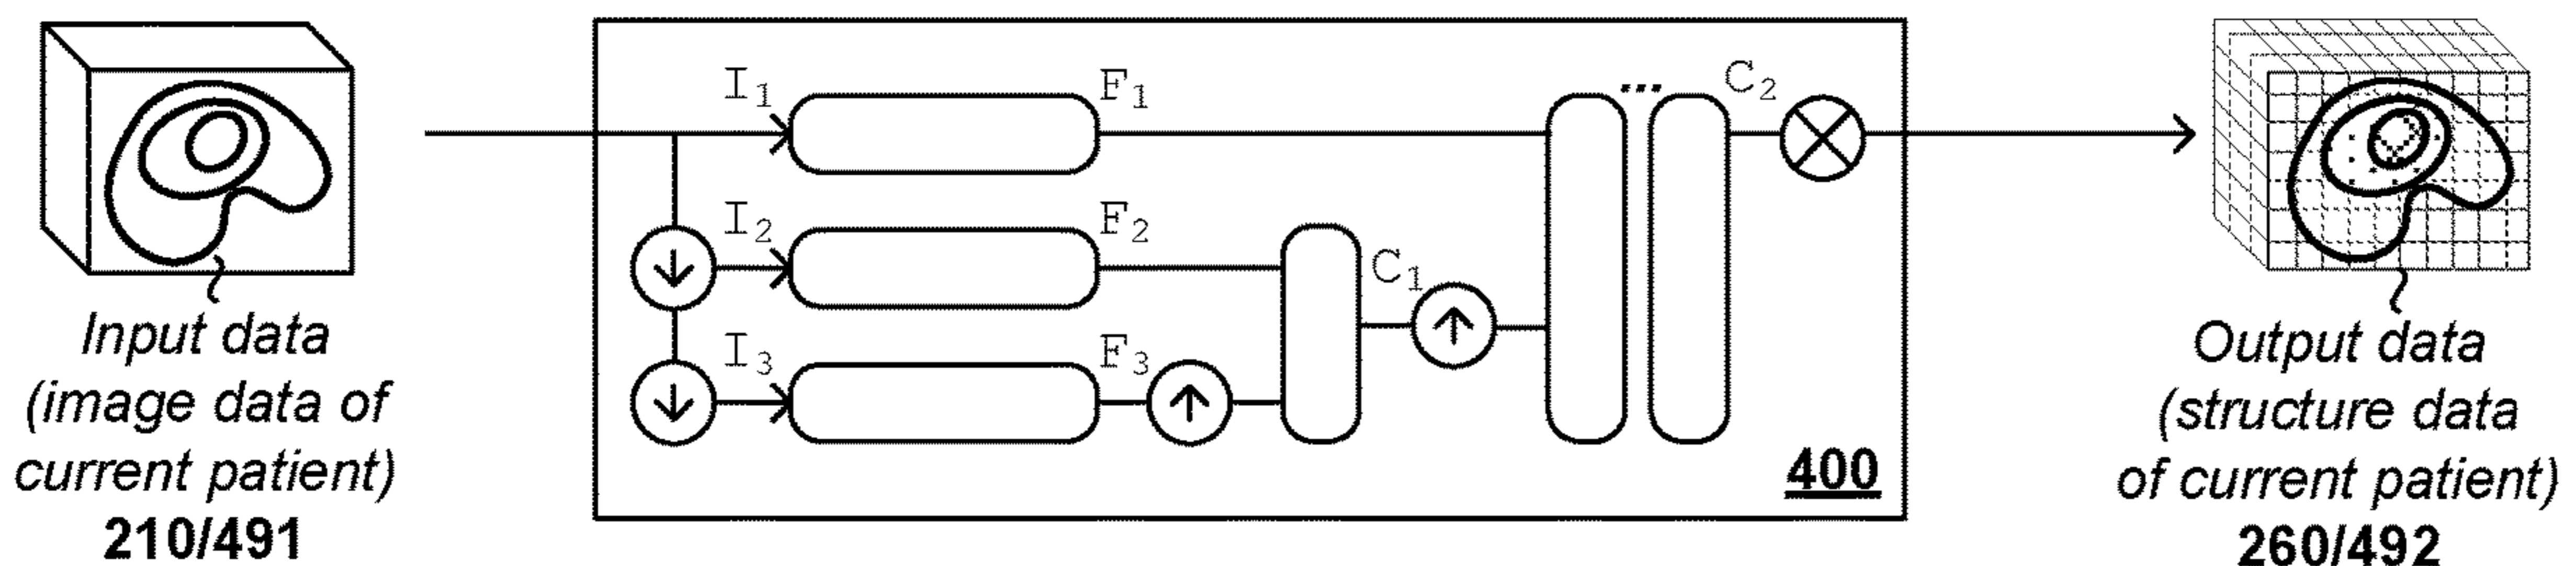 I₁ F₁ ... C₂
I₂ F₂
C₁
I₃ F₃
400
Input data
(image data of
current patient)
210/491
Output data
(structure data
of current patient)
260/492